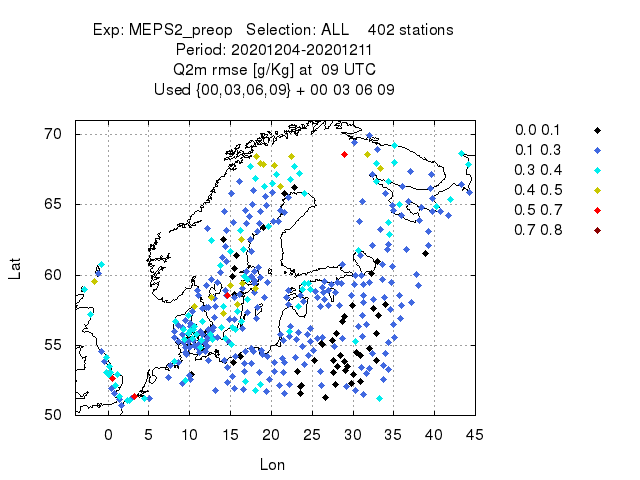 Exp: MEPS2_preop   Selection: ALL    402 stations
Period: 20201204-20201211
Q2m rmse [g/Kg] at  09 UTC
Used {00,03,06,09} + 00 03 06 09
0.0 0.1
0.1 0.3
0.3 0.4
0.4 0.5
0.5 0.7
0.7 0.8
Lat
70
65
60
55
50
0 5 10 15 20 25 30 35 40 45
Lon